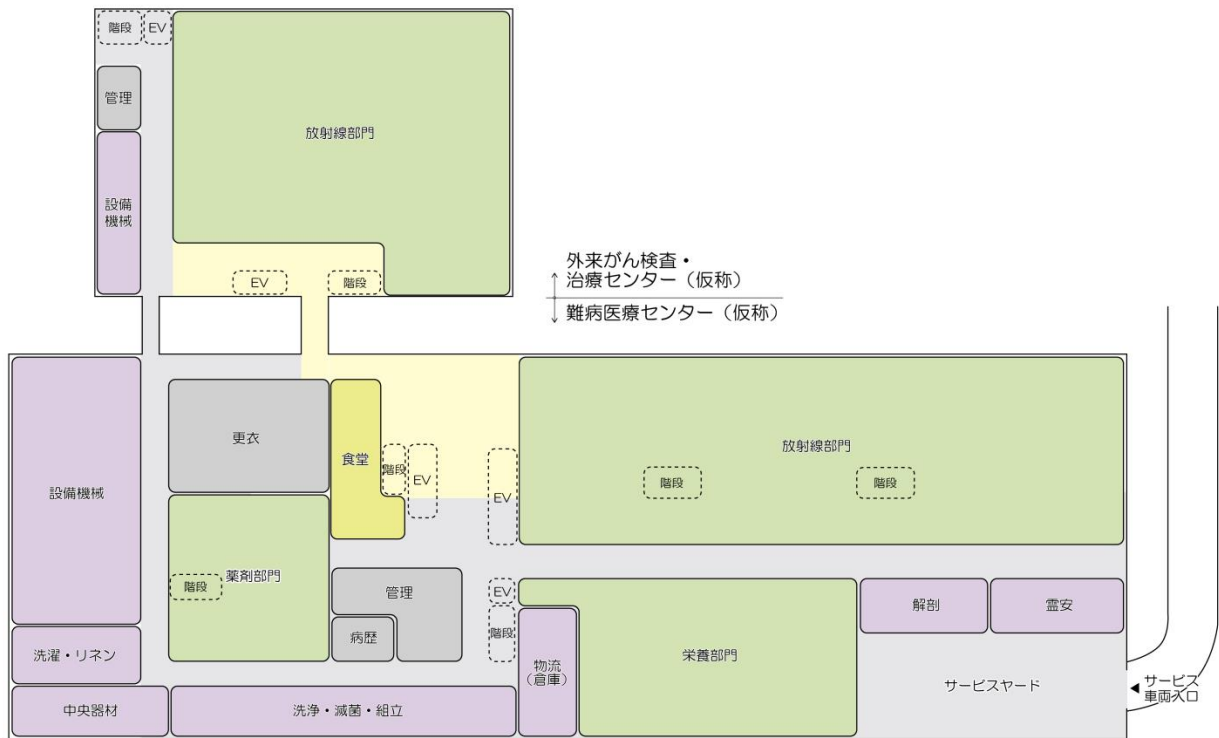 階段
EV
管理
放射線部門
設備
機械
EV
階段
外来がん検査・
治療センター（仮称）
難病医療センター（仮称）
更衣
食堂
階段
EV
EV
放射線部門
階段
階段
設備機械
薬剤部門
階段
管理
病歴
EV
階段
解剖
霊安
洗濯・リネン
物流
（倉庫）
栄養部門
サービスヤード
サービス
車両入口
中央器材
洗浄・滅菌・組立